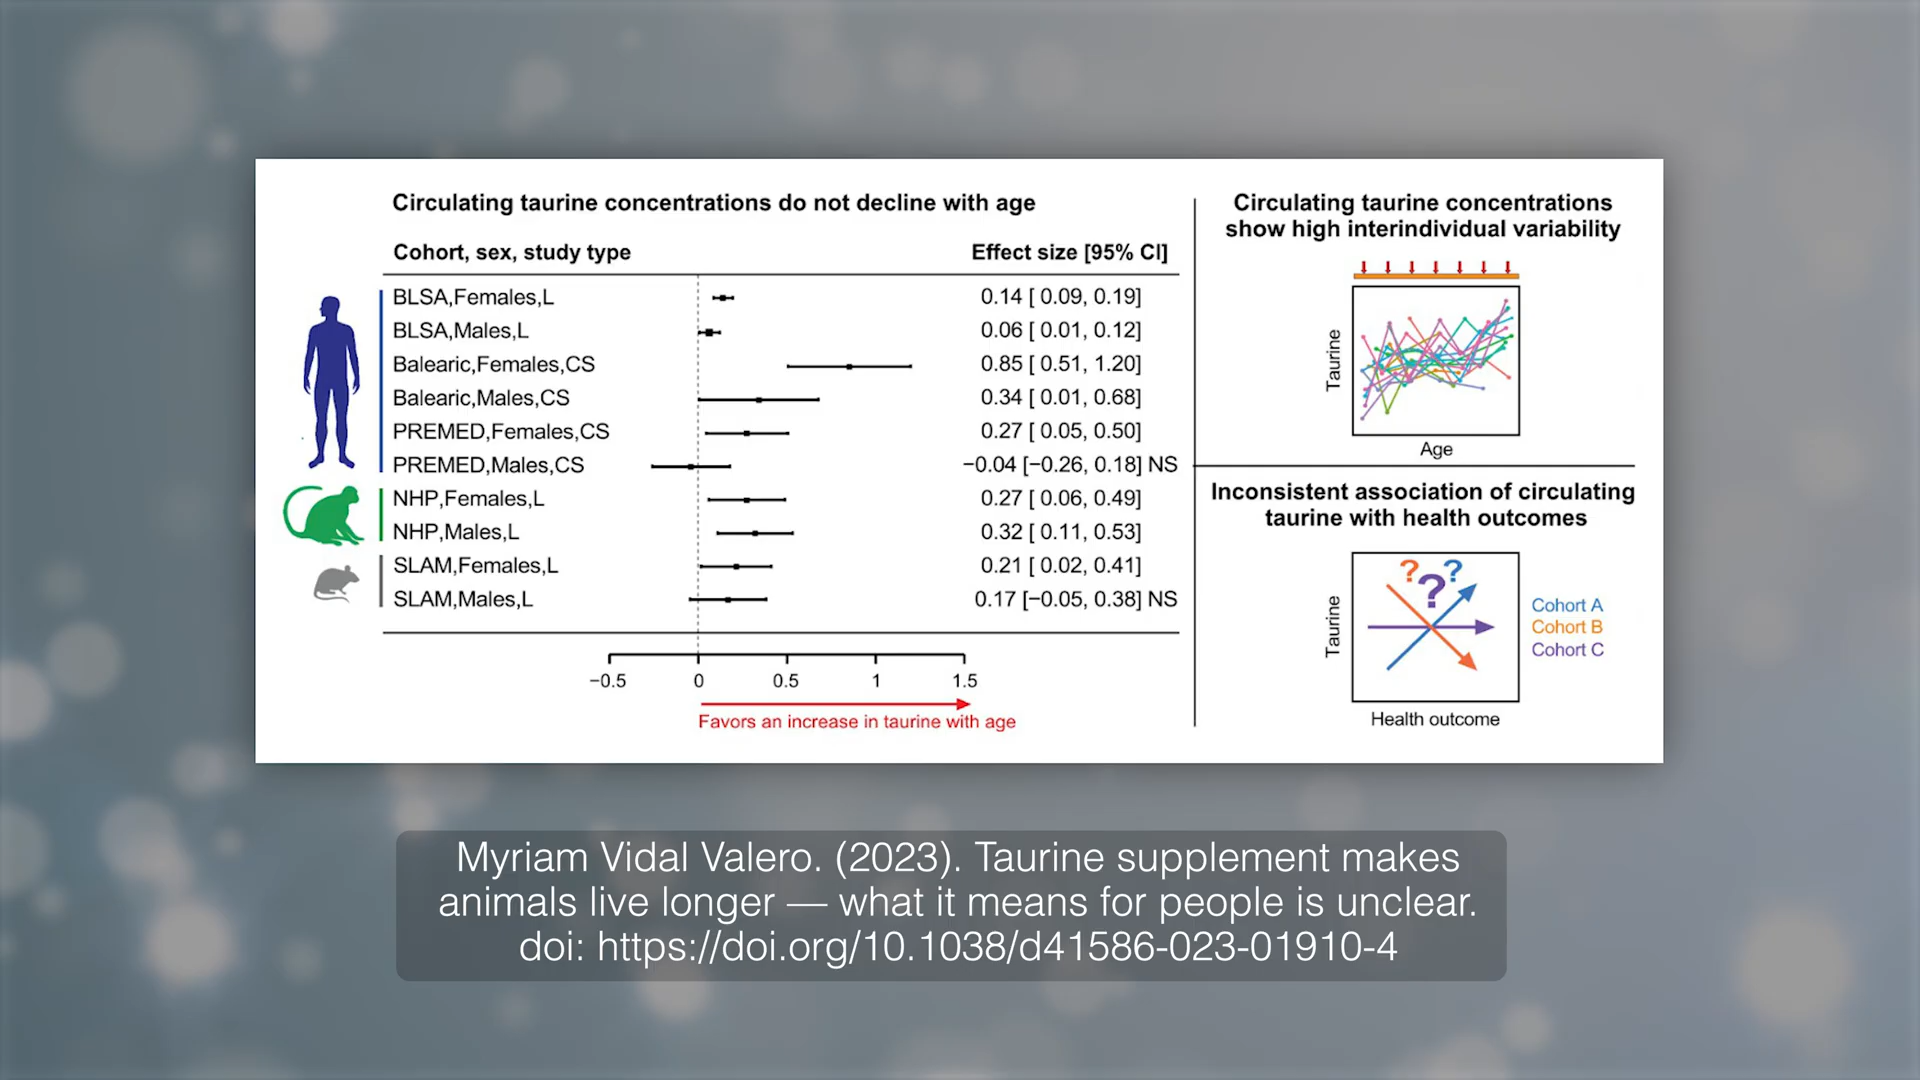 Circulating taurine concentrations do not decline with age
Cohort, sex, study type Effect size [95% CI]
BLSA,Females,L 0.14 [ 0.09, 0.19]
BLSA,Males,L 0.06 [ 0.01, 0.12]
Balearic,Females,CS 0.85 [ 0.51, 1.20]
Balearic,Males,CS 0.34 [ 0.01, 0.68]
PREMED,Females,CS 0.27 [ 0.05, 0.50]
PREMED,Males,CS −0.04 [−0.26, 0.18] NS
NHP,Females,L 0.27 [ 0.06, 0.49]
NHP,Males,L 0.32 [ 0.11, 0.53]
SLAM,Females,L 0.21 [ 0.02, 0.41]
SLAM,Males,L 0.17 [−0.05, 0.38] NS
−0.5 0 0.5 1 1.5
Favors an increase in taurine with age
Circulating taurine concentrations
show high interindividual variability
Taurine
Age
Inconsistent association of circulating
taurine with health outcomes
? ? ?
Taurine
Cohort A
Cohort B
Cohort C
Health outcome
Myriam Vidal Valero. (2023). Taurine supplement makes
animals live longer — what it means for people is unclear.
doi: https://doi.org/10.1038/d41586-023-01910-4